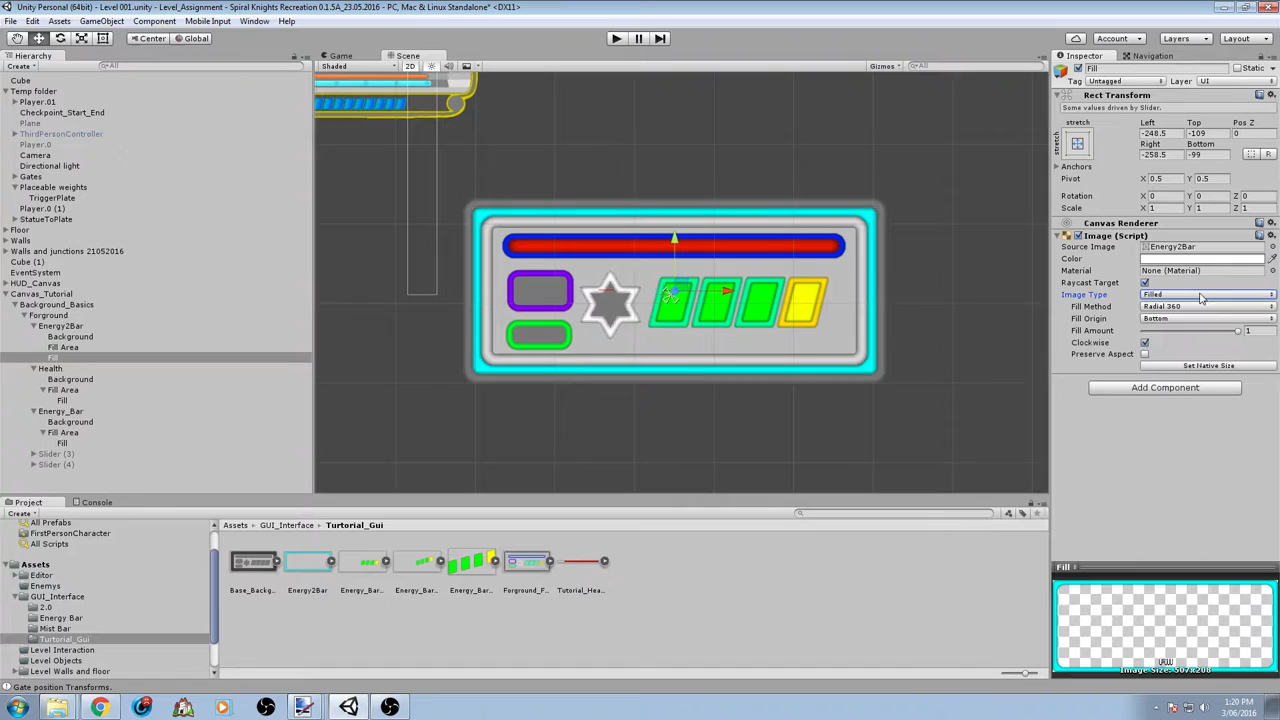 Unity Personal (64bit) - Level 001.unity - Level_Assignment - Spiral Knights Recreation 0.1.5A_23.05.2016 - PC, Mac & Linux Standalone* <DX11>
File Edit Assets GameObject Component Mobile Input Window Help
Center Global Account Layers Layout
Hierarchy Game Scene Inspector Navigation
Create All Shaded 2D Gizmos All Fill Static
Tag Untagged Layer UI
Cube
Temp folder
Player.01
Checkpoint_Start_End
Plane
ThirdPersonController
Player.0
Camera
Directional light
Gates
Placeable weights
TriggerPlate
Player.0 (1)
StatueToPlate
Floor
Walls
Walls and junctions 21052016
Cube (1)
EventSystem
HUD_Canvas
Canvas_Tutorial
Background_Basics
Forground
Energy2Bar
Background
Fill Area
Fill
Health
Background
Fill Area
Fill
Energy_Bar
Background
Fill Area
Fill
Slider (3)
Slider (4)
Rect Transform
Some values driven by Slider.
stretch Left Top Pos Z
stretch -248.5 -109 0
Right Bottom
-258.5 -99 R
Anchors
Pivot X 0.5 Y 0.5
Rotation X 0 Y 0 Z 0
Scale X 1 Y 1 Z 1
Canvas Renderer
Image (Script)
Source Image Energy2Bar
Color
Material None (Material)
Raycast Target
Image Type Filled
Fill Method Radial 360
Fill Origin Bottom
Fill Amount 1
Clockwise
Preserve Aspect
Set Native Size
Add Component
Project Console
Create
All Prefabs
FirstPersonCharacter
All Scripts
Assets
Editor
Enemys
GUI_Interface
2.0
Energy Bar
Mist Bar
Turtorial_Gui
Level Interaction
Level Objects
Level Walls and floor
Assets GUI_Interface Turtorial_Gui
Base_Backg... Energy2Bar Energy_Bar... Energy_Bar... Energy_Bar... Forground_F... Tutorial_Hea...
Fill
Fill
Image Size: 507x208
Gate position Transforms.
1:20 PM
3/06/2016